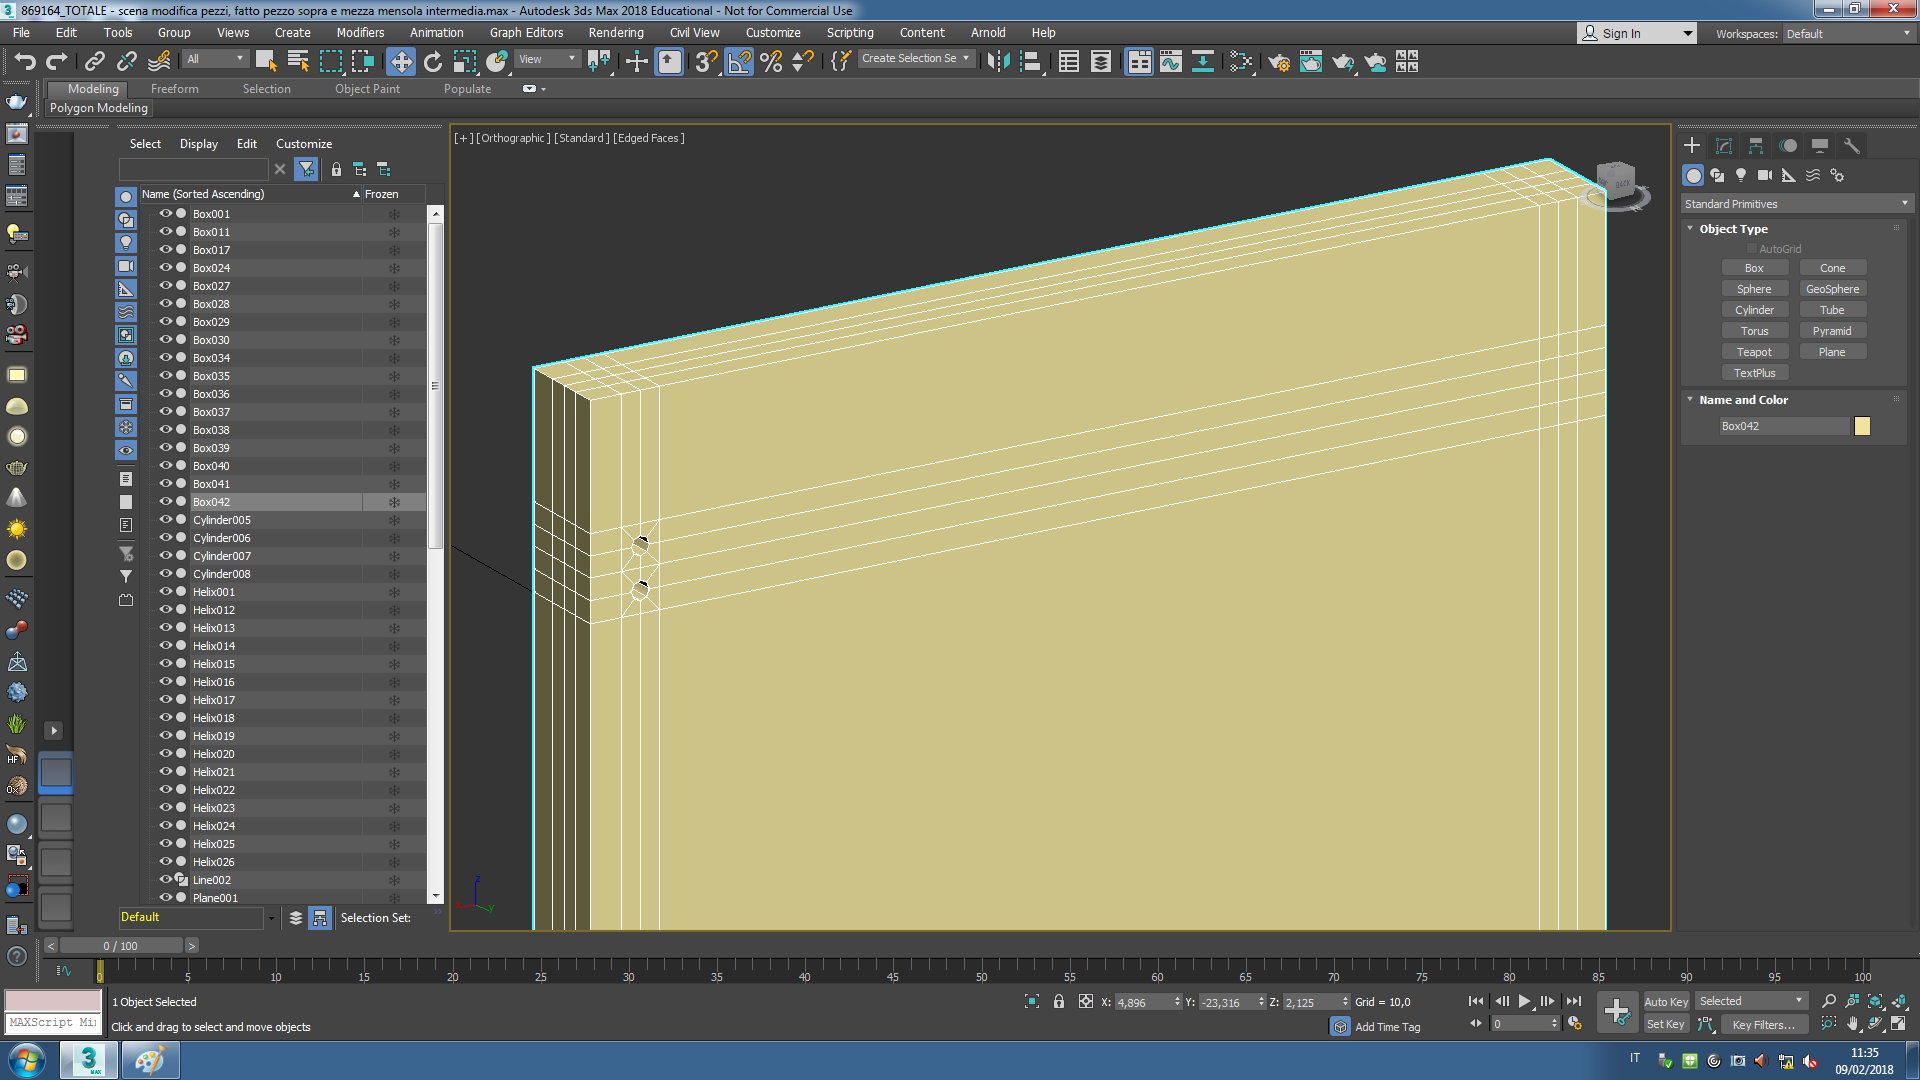 869164_TOTALE - scena modifica pezzi, fatto pezzo sopra e mezza mensola intermedia.max - Autodesk 3ds Max 2018 Educational - Not for Commercial Use
File Edit Tools Group Views Create Modifiers Animation Graph Editors Rendering Civil View Customize Scripting Content Arnold Help
Sign In
Workspaces: Default
All
View
Create Selection Se
Modeling Freeform Selection Object Paint Populate
Polygon Modeling
Select Display Edit Customize
Name (Sorted Ascending) Frozen
Box001
Box011
Box017
Box024
Box027
Box028
Box029
Box030
Box034
Box035
Box036
Box037
Box038
Box039
Box040
Box041
Box042
Cylinder005
Cylinder006
Cylinder007
Cylinder008
Helix001
Helix012
Helix013
Helix014
Helix015
Helix016
Helix017
Helix018
Helix019
Helix020
Helix021
Helix022
Helix023
Helix024
Helix025
Helix026
Line002
Plane001
Default
Selection Set:
[+] [Orthographic] [Standard] [Edged Faces]
BACK
z
y
Standard Primitives
Object Type
AutoGrid
Box Cone
Sphere GeoSphere
Cylinder Tube
Torus Pyramid
Teapot Plane
TextPlus
Name and Color
Box042
0 / 100
0 5 10 15 20 25 30 35 40 45 50 55 60 65 70 75 80 85 90 95 100
1 Object Selected
Click and drag to select and move objects
MAXScript Mi
X: 4,896 Y: -23,316 Z: 2,125 Grid = 10,0
Add Time Tag
0
Auto Key Selected
Set Key Key Filters...
3
MAX
IT
11:35
09/02/2018